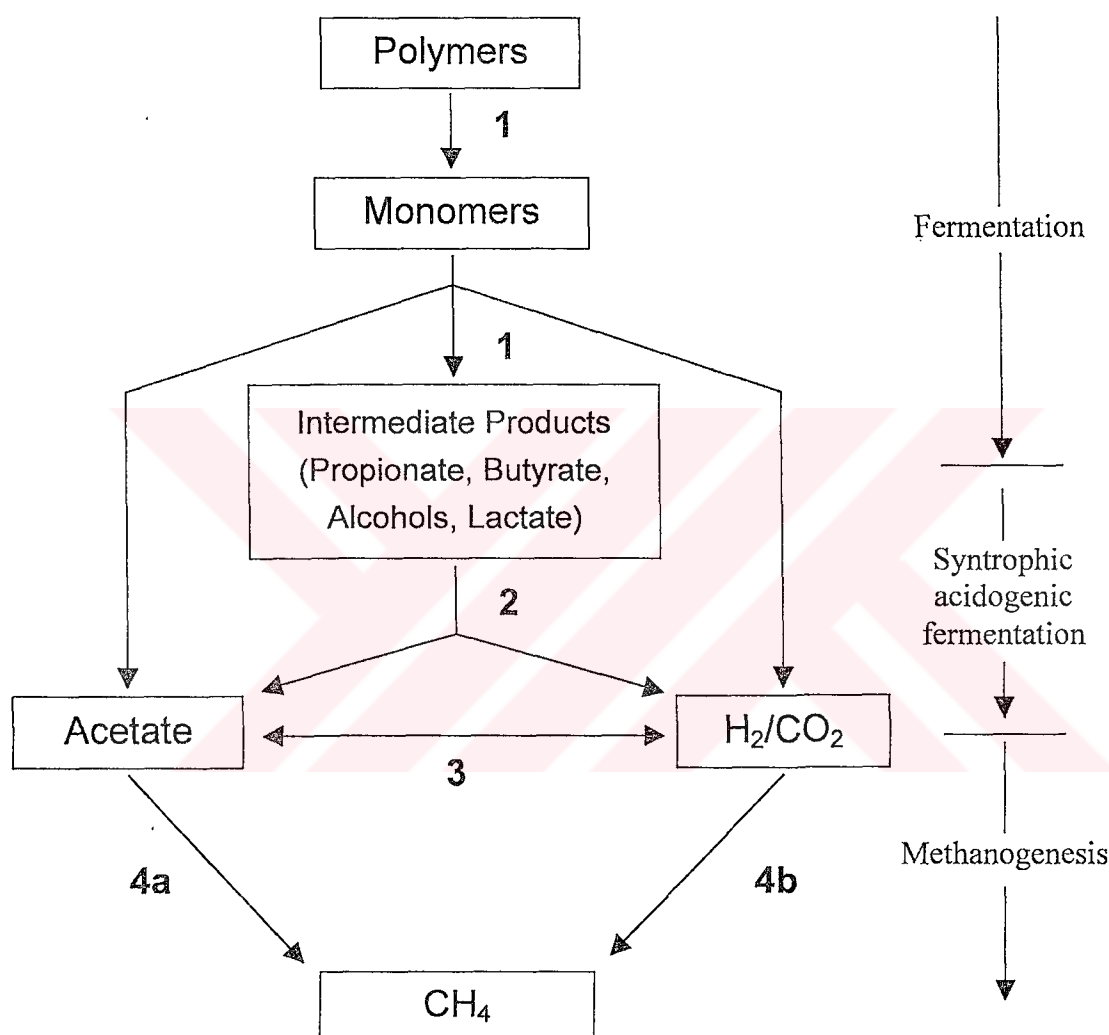 Polymers
1
Monomers
Fermentation
1
Intermediate Products
(Propionate, Butyrate,
Alcohols, Lactate)
2
Syntrophic
acidogenic
fermentation
Acetate
H₂/CO₂
3
Methanogenesis
4a
4b
CH₄